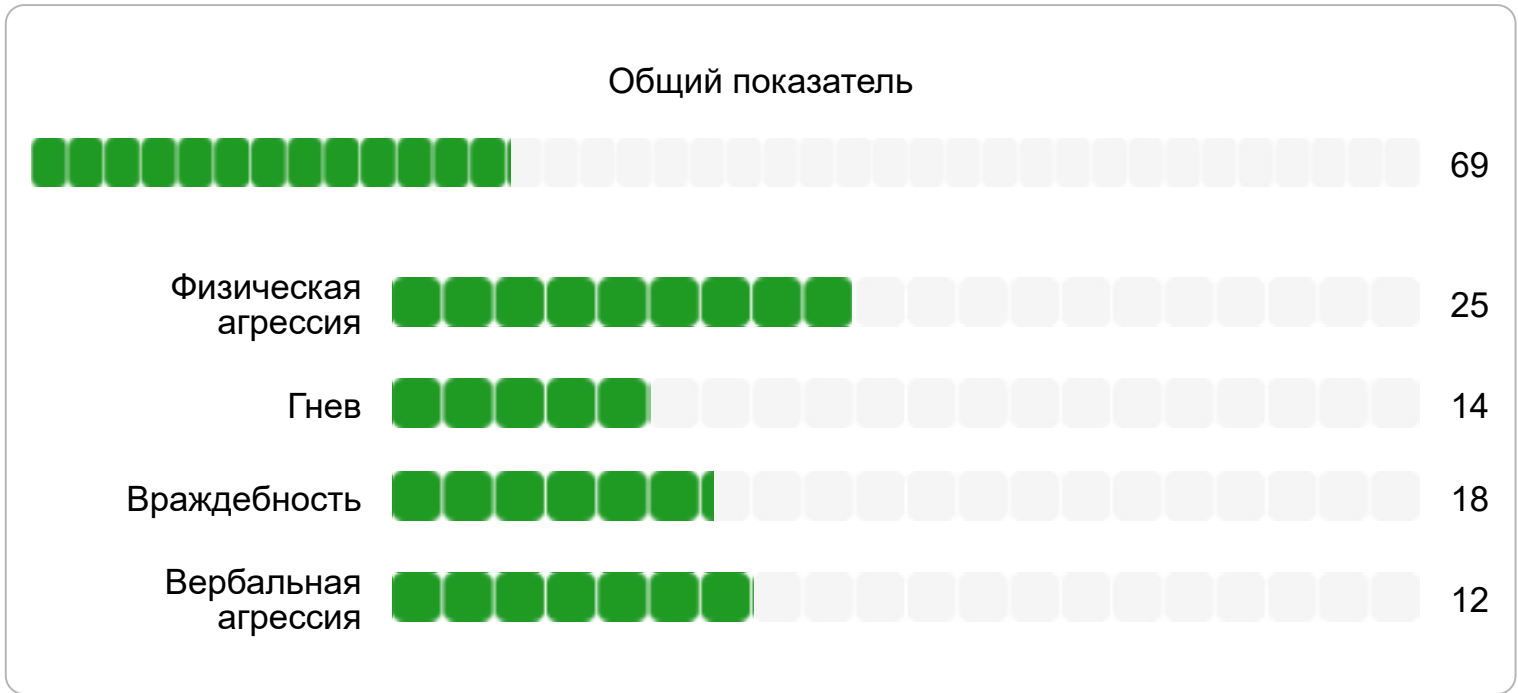 Общий показатель
69
Физическая
агрессия
25
Гнев
14
Враждебность
18
Вербальная
агрессия
12